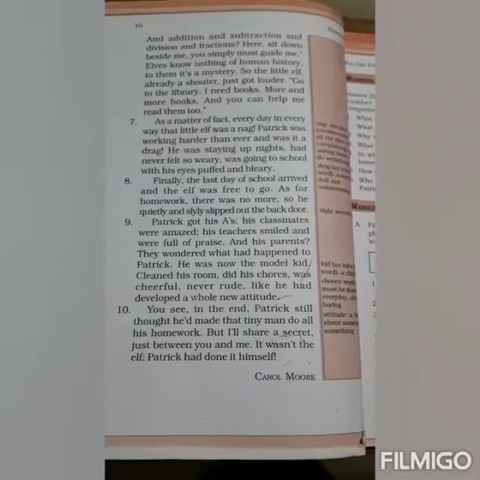 10
And addition and subtraction and
division and fractions? Here, sit down
beside me, you simply must guide me."
Elves know nothing of human history,
to them it's a mystery. So the little elf,
already a shouter, just got louder. "Go
to the library, I need books. More and
more books. And you can help me
read them too."
7. As a matter of fact, every day in every
way that little elf was a nag! Patrick was
working harder than ever and was it a
drag! He was staying up nights, had
never felt so weary, was going to school
with his eyes puffed and bleary.
8. Finally, the last day of school arrived
and the elf was free to go. As for
homework, there was no more, so he
quietly and slyly slipped out the back door.
9. Patrick got his A's; his classmates
were amazed; his teachers smiled and
were full of praise. And his parents?
They wondered what had happened to
Patrick. He was now the model kid.
Cleaned his room, did his chores, was
cheerful, never rude, like he had
developed a whole new attitude.
10. You see, in the end, Patrick still
thought he'd made that tiny man do all
his homework. But I'll share a secret,
just between you and me. It wasn't the
elf; Patrick had done it himself!
CAROL MOORE
FILMIGO